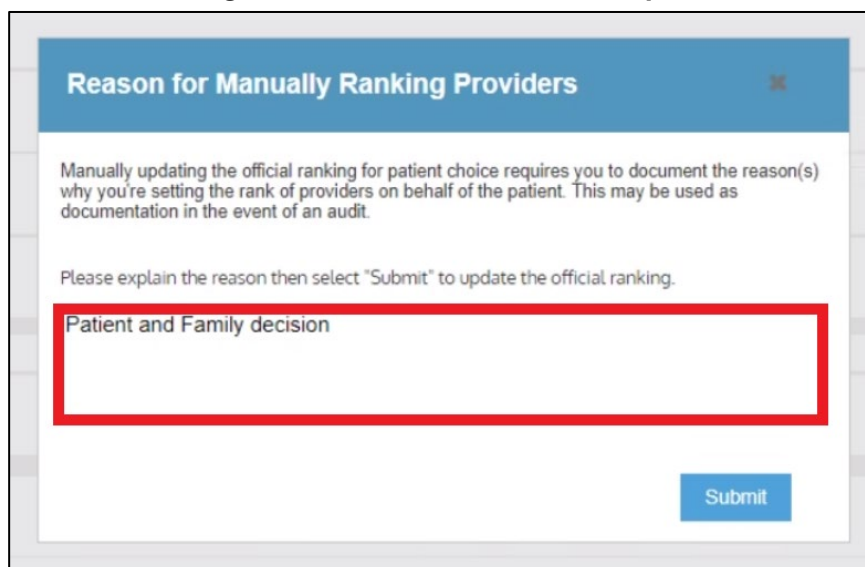 Reason for Manually Ranking Providers
Manually updating the official ranking for patient choice requires you to document the reason(s)
why you're setting the rank of providers on behalf of the patient. This may be used as
documentation in the event of an audit.
Please explain the reason then select "Submit" to update the official ranking.
Patient and Family decision
Submit